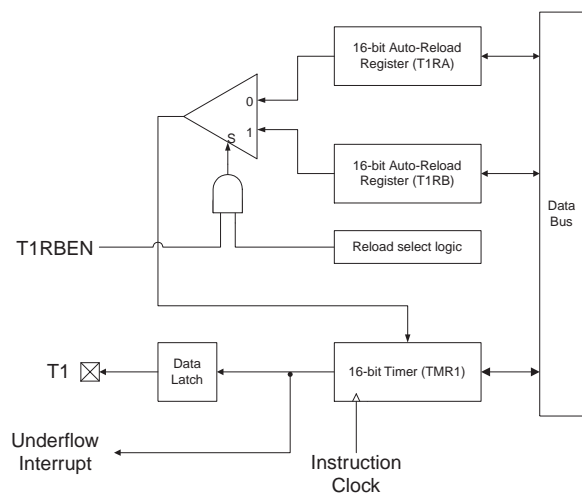 16-bit Auto-Reload
Register (T1RA)
0
1
S
16-bit Auto-Reload
Register (T1RB)
Data
Bus
T1RBEN
Reload select logic
T1
Data
Latch
16-bit Timer (TMR1)
Underflow
Interrupt
Instruction
Clock